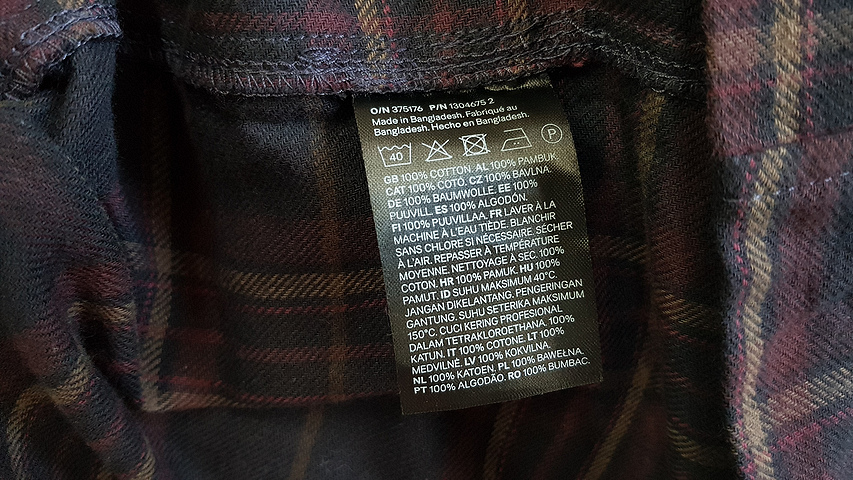 O/N 375176 P/N 1304675 2
Made in Bangladesh. Fabriqué au
Bangladesh. Hecho en Bangladesh.
40 P
GB 100% COTTON. AL 100% PAMBUK.
CAT 100% COTÓ. CZ 100% BAVLNA.
DE 100% BAUMWOLLE. EE 100%
PUUVILL. ES 100% ALGODÓN.
FI 100% PUUVILLAA. FR LAVER À LA
MACHINE À L'EAU TIÈDE. BLANCHIR
SANS CHLORE SI NÉCESSAIRE. SÉCHER
À L'AIR. REPASSER À TEMPÉRATURE
MOYENNE. NETTOYAGE À SEC. 100%
COTON. HR 100% PAMUK. HU 100%
PAMUT. ID SUHU MAKSIMUM 40°C.
JANGAN DIKELANTANG. PENGERINGAN
GANTUNG. SUHU SETERIKA MAKSIMUM
150°C. CUCI KERING PROFESIONAL
DALAM TETRAKLOROETHANA. 100%
KATUN. IT 100% COTONE. LT 100%
MEDVILNĖ. LV 100% KOKVILNA.
NL 100% KATOEN. PL 100% BAWEŁNA.
PT 100% ALGODÃO. RO 100% BUMBAC.